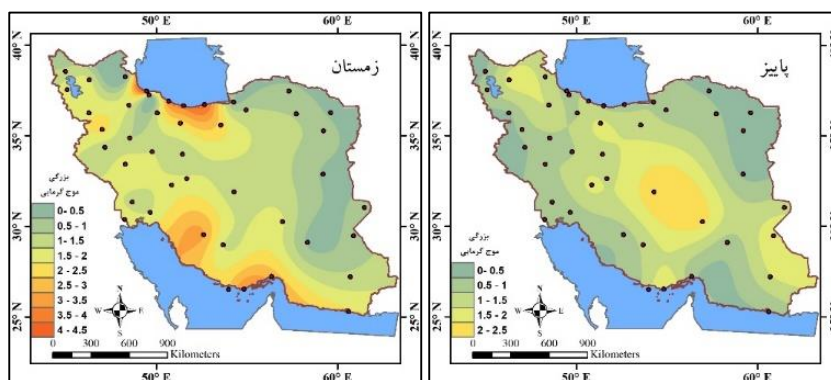 50° E
60° E
40° N
35° N
30° N
25° N
زمستان
بزرگی
موج گرمایی
0- 0.5
0.5 - 1
1- 1.5
1.5 - 2
2 - 2.5
2.5 - 3
3 - 3.5
3.5 - 4
4 - 4.5
N
W
E
S
0 300 600 900
Kilometers
50° E
60° E
50° E
60° E
40° N
35° N
30° N
25° N
پاییز
بزرگی
موج گرمایی
0- 0.5
0.5 - 1
1 - 1.5
1.5 - 2
2 - 2.5
N
W
E
S
0 300 600 900
Kilometers
50° E
60° E